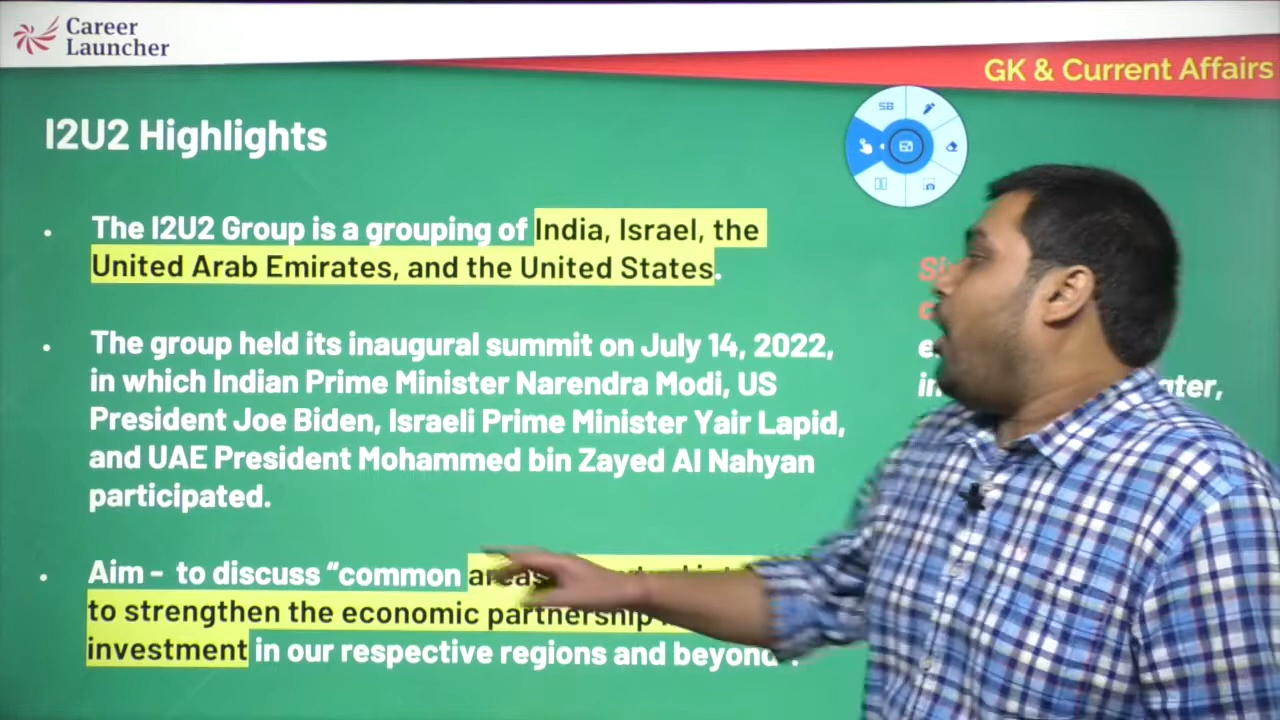 Career
Launcher
GK & Current Affairs
SB
I2U2 Highlights
The I2U2 Group is a grouping of India, Israel, the
United Arab Emirates, and the United States.
The group held its inaugural summit on July 14, 2022,
in which Indian Prime Minister Narendra Modi, US
President Joe Biden, Israeli Prime Minister Yair Lapid,
and UAE President Mohammed bin Zayed Al Nahyan
participated.
Aim - to discuss “common areas
to strengthen the economic partnership
investment in our respective regions and beyond”.